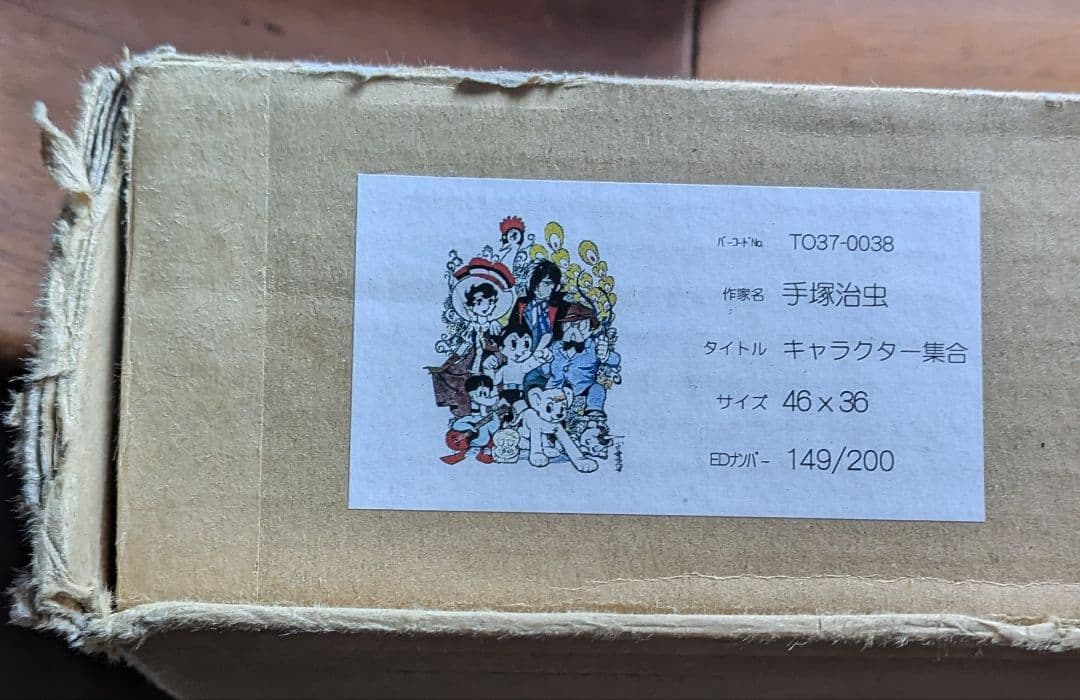 バーコードNo. TO37-0038
作家名 手塚治虫
タイトル キャラクター集合
サイズ 46×36
EDナンバー 149/200